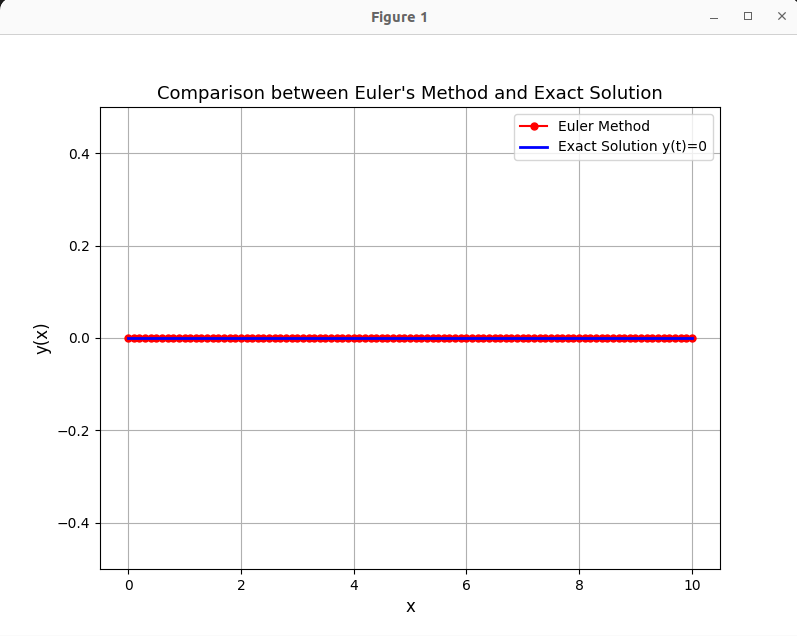 Figure 1
Comparison between Euler's Method and Exact Solution
Euler Method
Exact Solution y(t)=0
0.4
0.2
0.0
−0.2
−0.4
y(x)
0 2 4 6 8 10
x